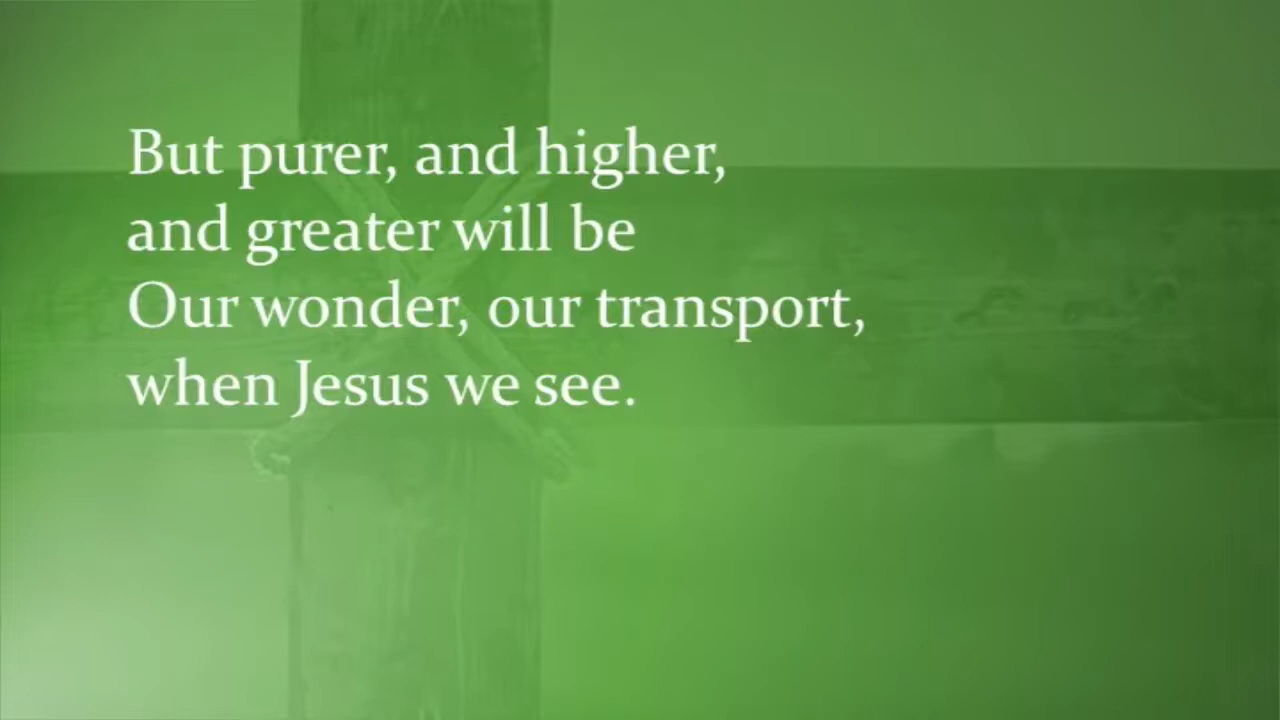 But purer, and higher,
and greater will be
Our wonder, our transport,
when Jesus we see.